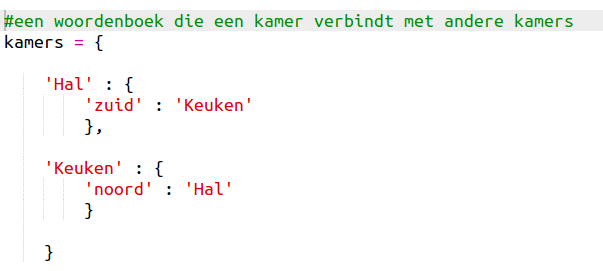 #een woordenboek die een kamer verbindt met andere kamers
kamers = {
'Hal' : {
'zuid' : 'Keuken'
},
'Keuken' : {
'noord' : 'Hal'
}
}